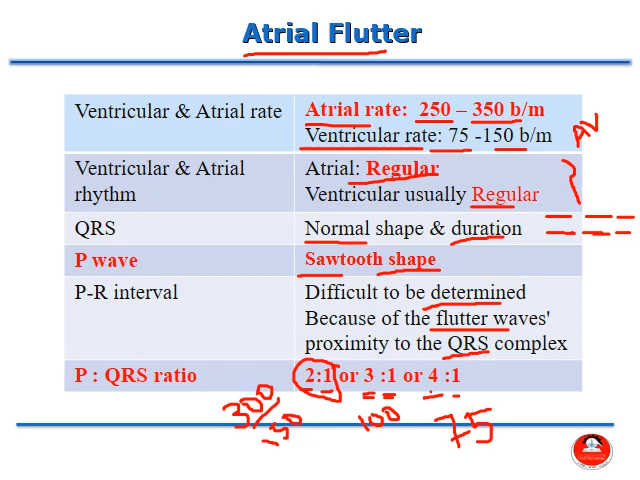 Atrial Flutter
Ventricular & Atrial rate
Atrial rate: 250 – 350 b/m
Ventricular rate: 75 -150 b/m
AV
Ventricular & Atrial
rhythm
Atrial: Regular
Ventricular usually Regular
QRS
Normal shape & duration
P wave
Sawtooth shape
P-R interval
Difficult to be determined
Because of the flutter waves'
proximity to the QRS complex
P : QRS ratio
2:1 or 3 :1 or 4 :1
300/150 100 75